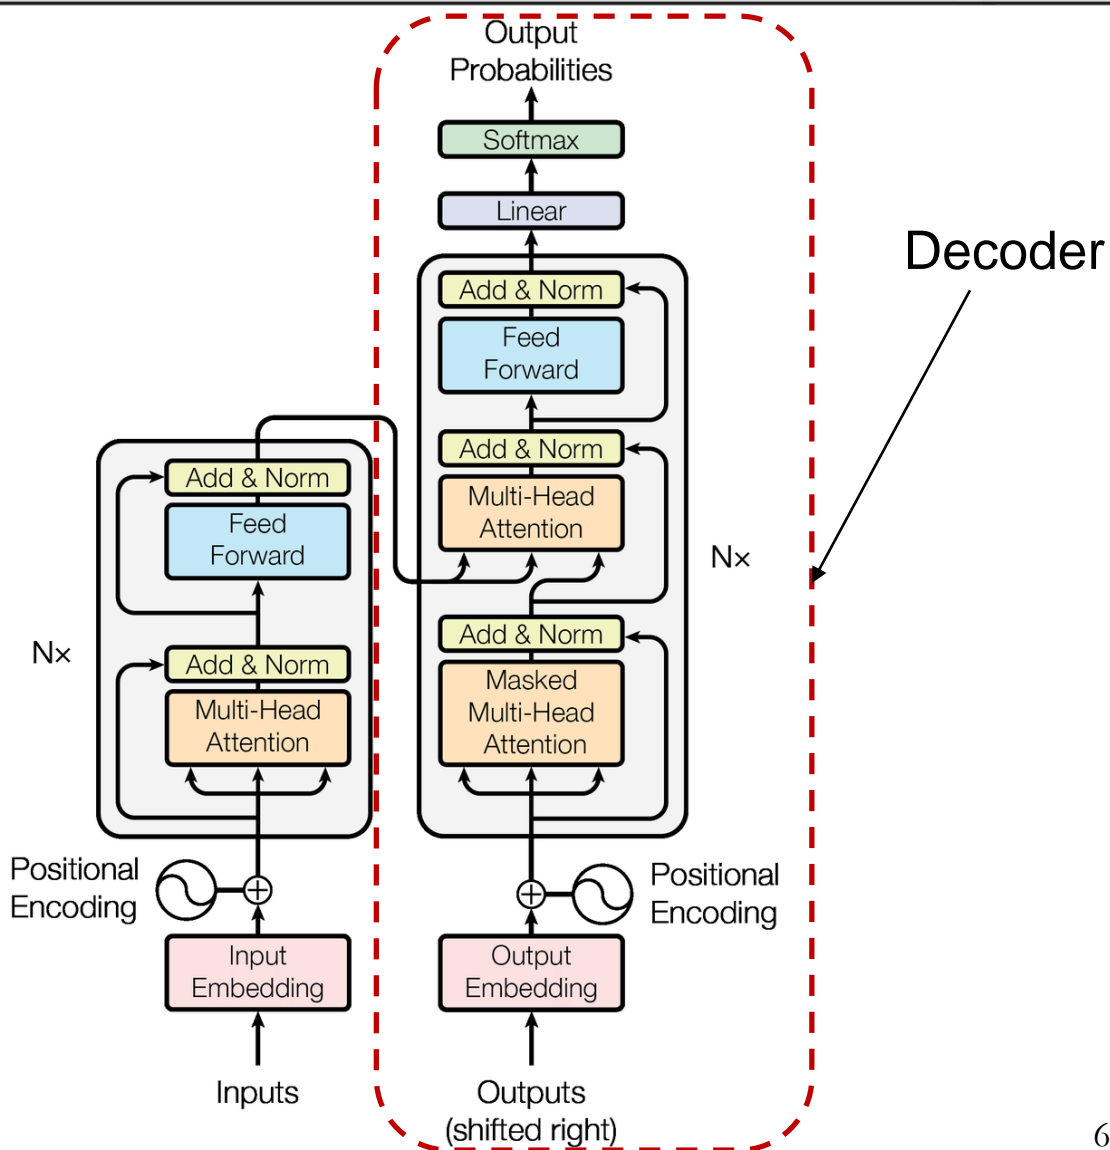 Output
Probabilities
Softmax
Linear
Decoder
Add & Norm
Feed
Forward
Add & Norm
Multi-Head
Attention
N×
Add & Norm
Masked
Multi-Head
Attention
Add & Norm
Feed
Forward
N×
Add & Norm
Multi-Head
Attention
Positional
Encoding
Positional
Encoding
Input
Embedding
Output
Embedding
Inputs
Outputs
(shifted right)
6